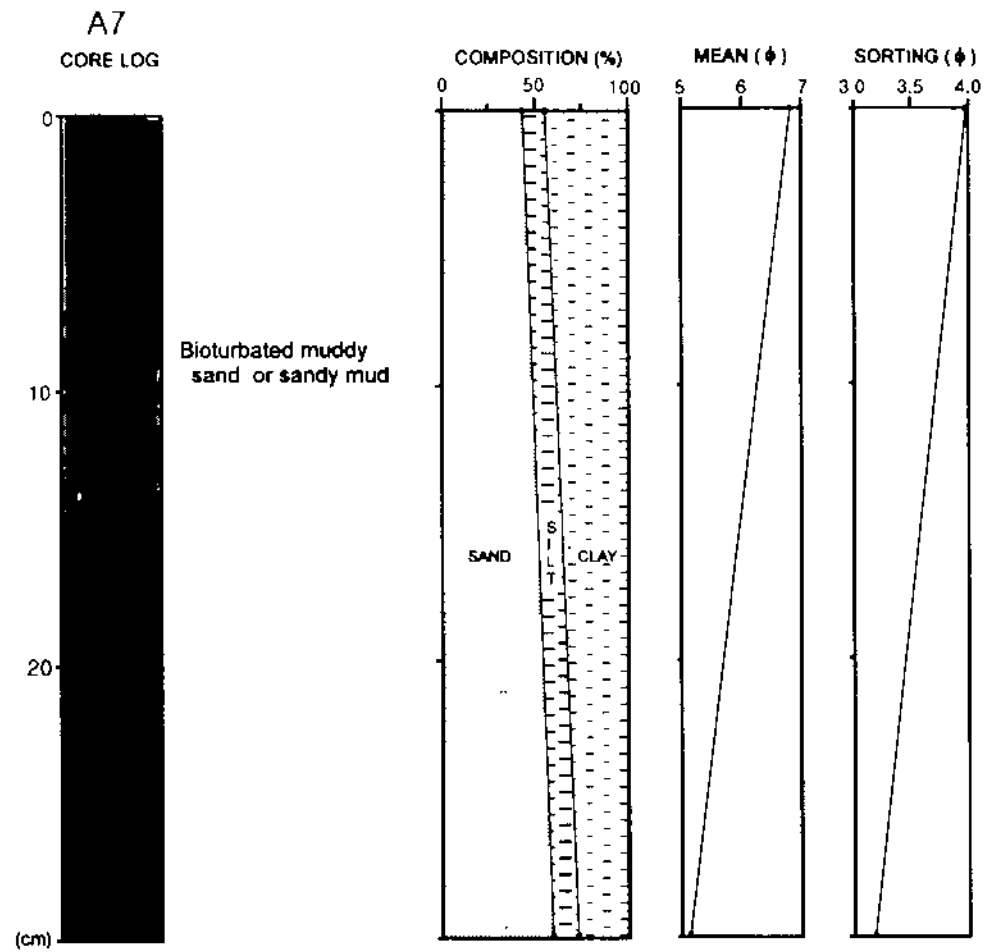 A7
CORE LOG
COMPOSITION (%)
MEAN (ϕ)
SORTING (ϕ)
0 50 100
5 6 7
3.0 3.5 4.0
0
Bioturbated muddy
sand or sandy mud
10
SAND
SILT
CLAY
20
(cm)